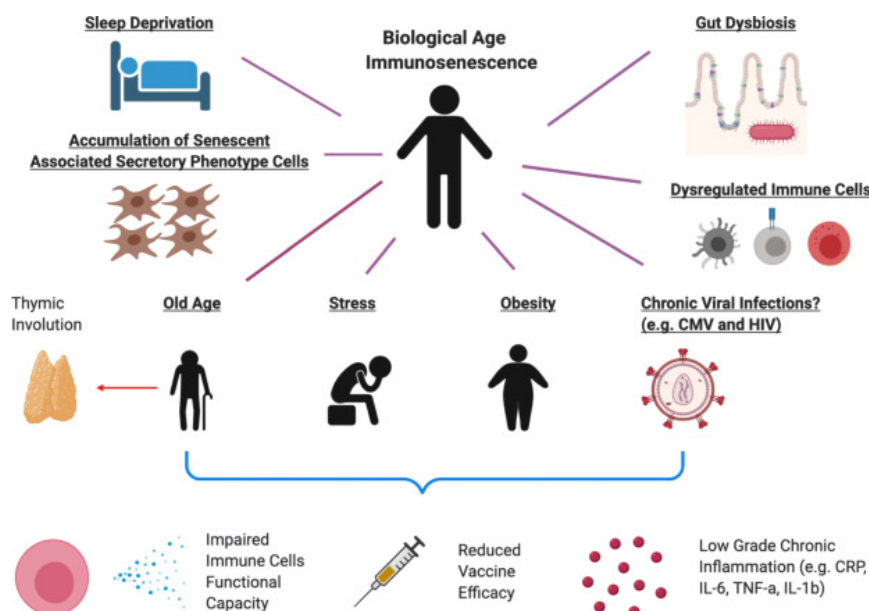 Sleep Deprivation
Biological Age
Immunosenescence
Gut Dysbiosis
Accumulation of Senescent
Associated Secretory Phenotype Cells
Dysregulated Immune Cells
Thymic
Involution
Old Age
Stress
Obesity
Chronic Viral Infections?
(e.g. CMV and HIV)
Impaired
Immune Cells
Functional
Capacity
Reduced
Vaccine
Efficacy
Low Grade Chronic
Inflammation (e.g. CRP,
IL-6, TNF-a, IL-1b)